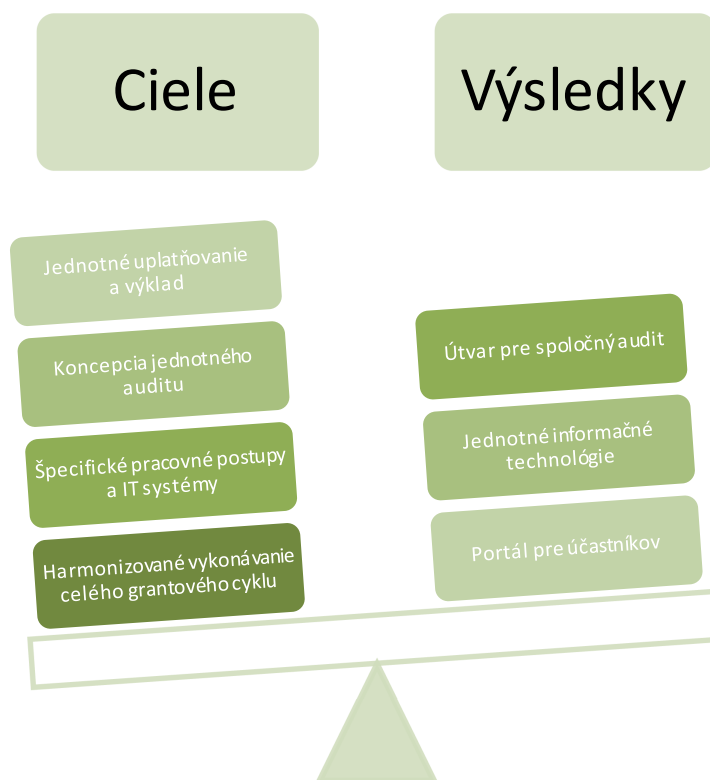 Ciele
Výsledky
Jednotné uplatňovanie
a výklad
Koncepcia jednotného
auditu
Špecifické pracovné postupy
a IT systémy
Harmonizované vykonávanie
celého grantového cyklu
Útvar pre spoločný audit
Jednotné informačné
technológie
Portál pre účastníkov